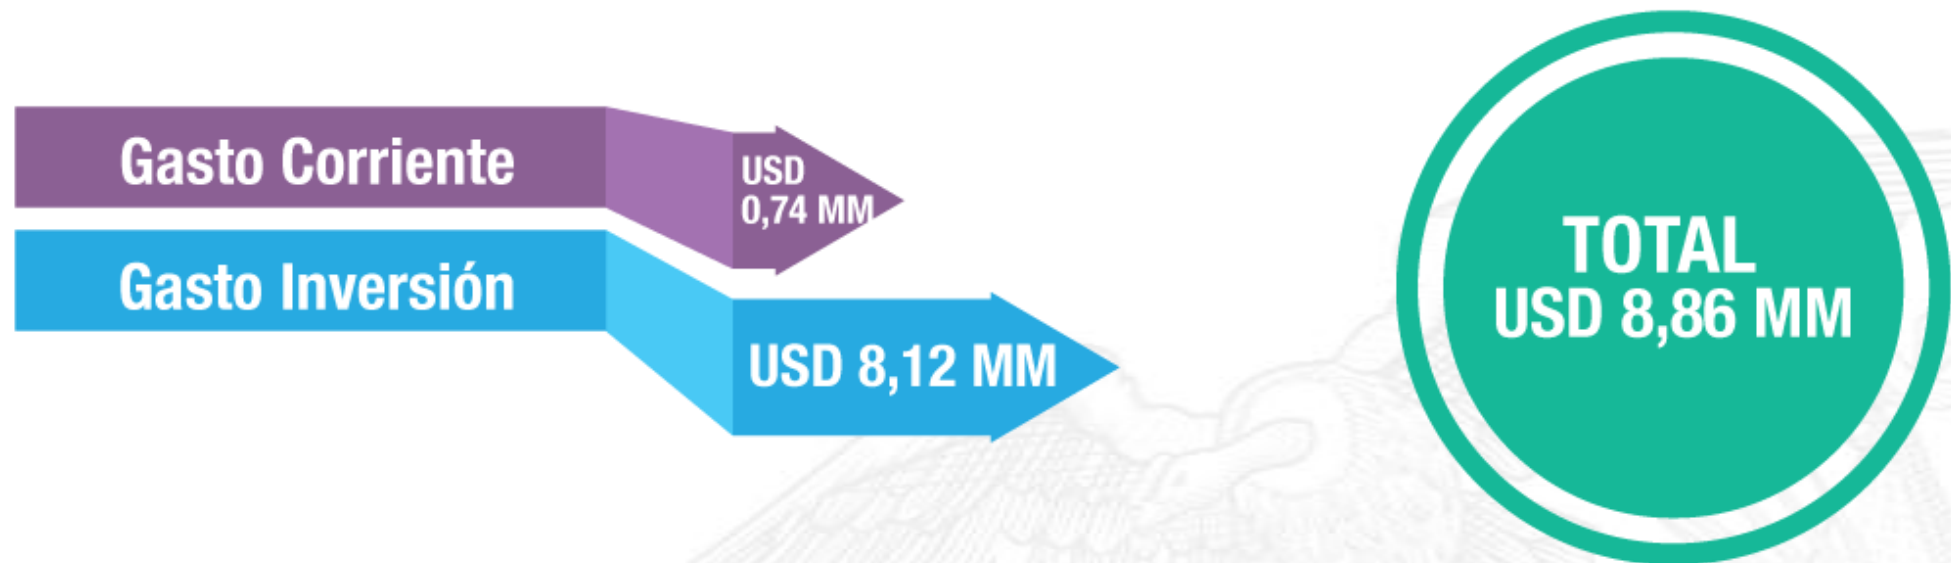 Gasto Corriente
USD
0,74 MM
Gasto Inversión
USD 8,12 MM
TOTAL
USD 8,86 MM